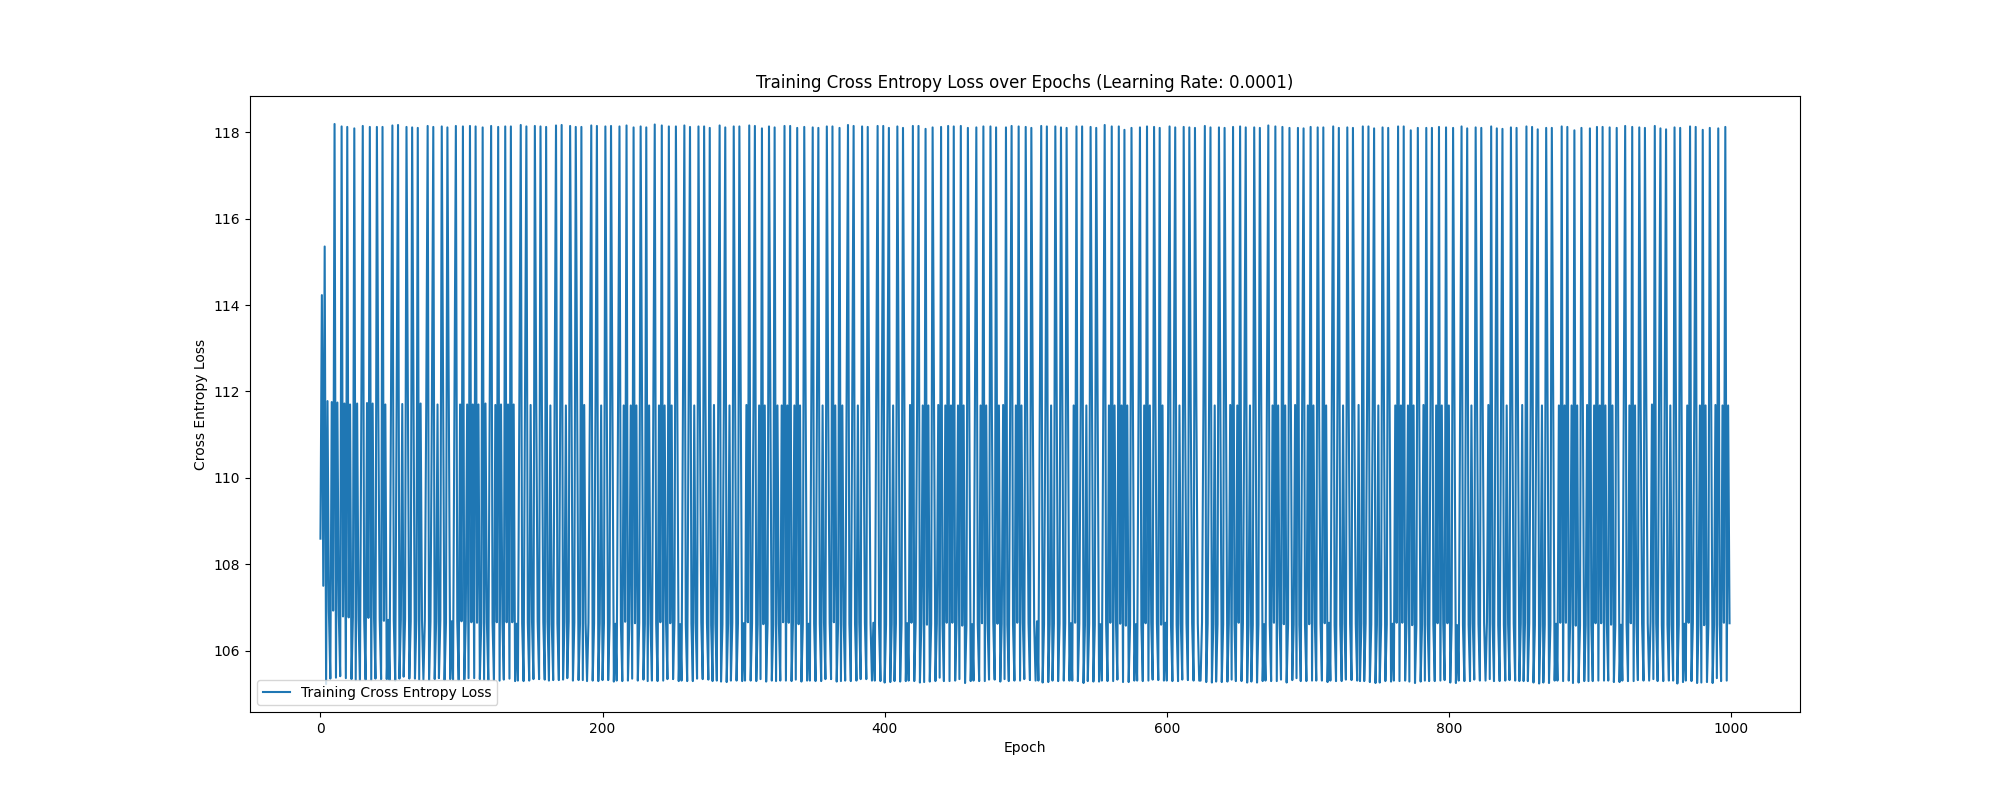 Training Cross Entropy Loss over Epochs (Learning Rate: 0.0001)
118
116
114
112
110
108
106
Cross Entropy Loss
Training Cross Entropy Loss
0 200 400 600 800 1000
Epoch